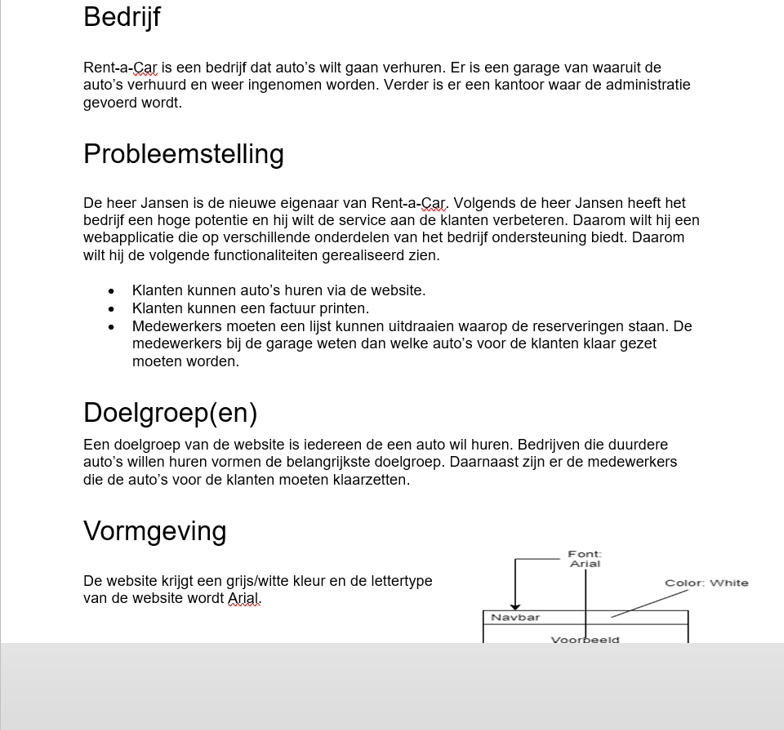 Bedrijf
Rent-a-Car is een bedrijf dat auto’s wilt gaan verhuren. Er is een garage van waaruit de
auto’s verhuurd en weer ingenomen worden. Verder is er een kantoor waar de administratie
gevoerd wordt.
Probleemstelling
De heer Jansen is de nieuwe eigenaar van Rent-a-Car. Volgends de heer Jansen heeft het
bedrijf een hoge potentie en hij wilt de service aan de klanten verbeteren. Daarom wilt hij een
webapplicatie die op verschillende onderdelen van het bedrijf ondersteuning biedt. Daarom
wilt hij de volgende functionaliteiten gerealiseerd zien.
• Klanten kunnen auto’s huren via de website.
• Klanten kunnen een factuur printen.
• Medewerkers moeten een lijst kunnen uitdraaien waarop de reserveringen staan. De
medewerkers bij de garage weten dan welke auto’s voor de klanten klaar gezet
moeten worden.
Doelgroep(en)
Een doelgroep van de website is iedereen de een auto wil huren. Bedrijven die duurdere
auto’s willen huren vormen de belangrijkste doelgroep. Daarnaast zijn er de medewerkers
die de auto’s voor de klanten moeten klaarzetten.
Vormgeving
De website krijgt een grijs/witte kleur en de lettertype
van de website wordt Arial.
Font:
Arial
Color: White
Navbar
Voorbeeld